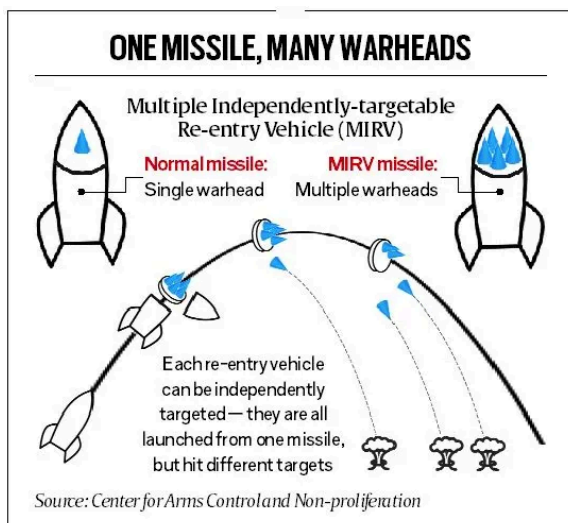 ONE MISSILE, MANY WARHEADS
Multiple Independently-targetable
Re-entry Vehicle (MIRV)
Normal missile:
Single warhead
MIRV missile:
Multiple warheads
Each re-entry vehicle
can be independently
targeted — they are all
launched from one missile,
but hit different targets
Source: Center for Arms Control and Non-proliferation